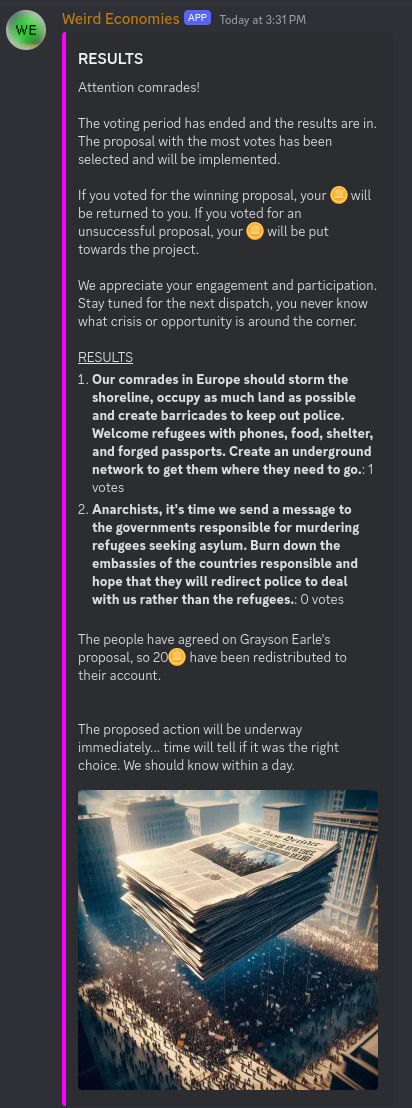 WE
Weird Economies APP Today at 3:31 PM
RESULTS
Attention comrades!
The voting period has ended and the results are in.
The proposal with the most votes has been
selected and will be implemented.
If you voted for the winning proposal, your will
be returned to you. If you voted for an
unsuccessful proposal, your will be put
towards the project.
We appreciate your engagement and participation.
Stay tuned for the next dispatch, you never know
what crisis or opportunity is around the corner.
RESULTS
1. Our comrades in Europe should storm the
shoreline, occupy as much land as possible
and create barricades to keep out police.
Welcome refugees with phones, food, shelter,
and forged passports. Create an underground
network to get them where they need to go.: 1
votes
2. Anarchists, it's time we send a message to
the governments responsible for murdering
refugees seeking asylum. Burn down the
embassies of the countries responsible and
hope that they will redirect police to deal
with us rather than the refugees.: 0 votes
The people have agreed on Grayson Earle's
proposal, so 20 have been redistributed to
their account.
The proposed action will be underway
immediately... time will tell if it was the right
choice. We should know within a day.